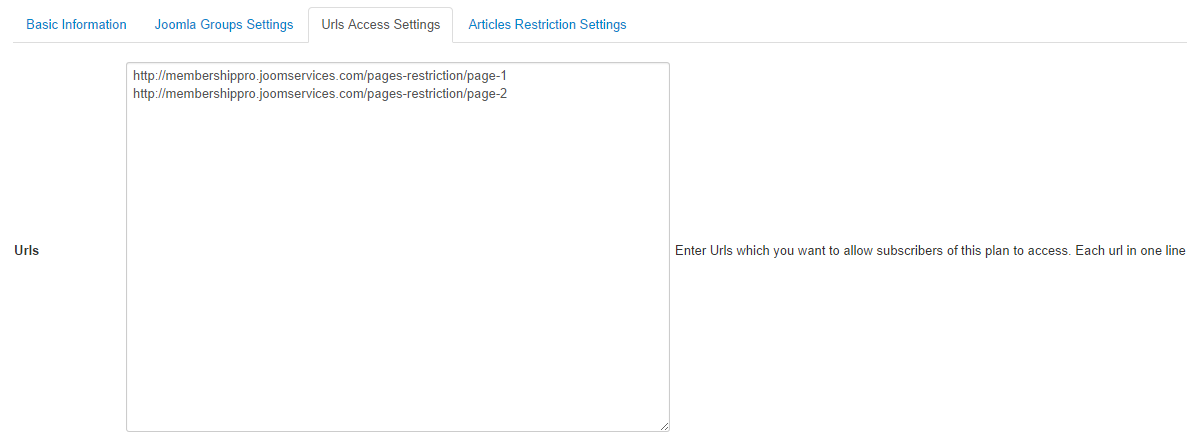 Basic Information
Joomla Groups Settings
Urls Access Settings
Articles Restriction Settings
http://membershippro.joomservices.com/pages-restriction/page-1
http://membershippro.joomservices.com/pages-restriction/page-2
Urls
Enter Urls which you want to allow subscribers of this plan to access. Each url in one line